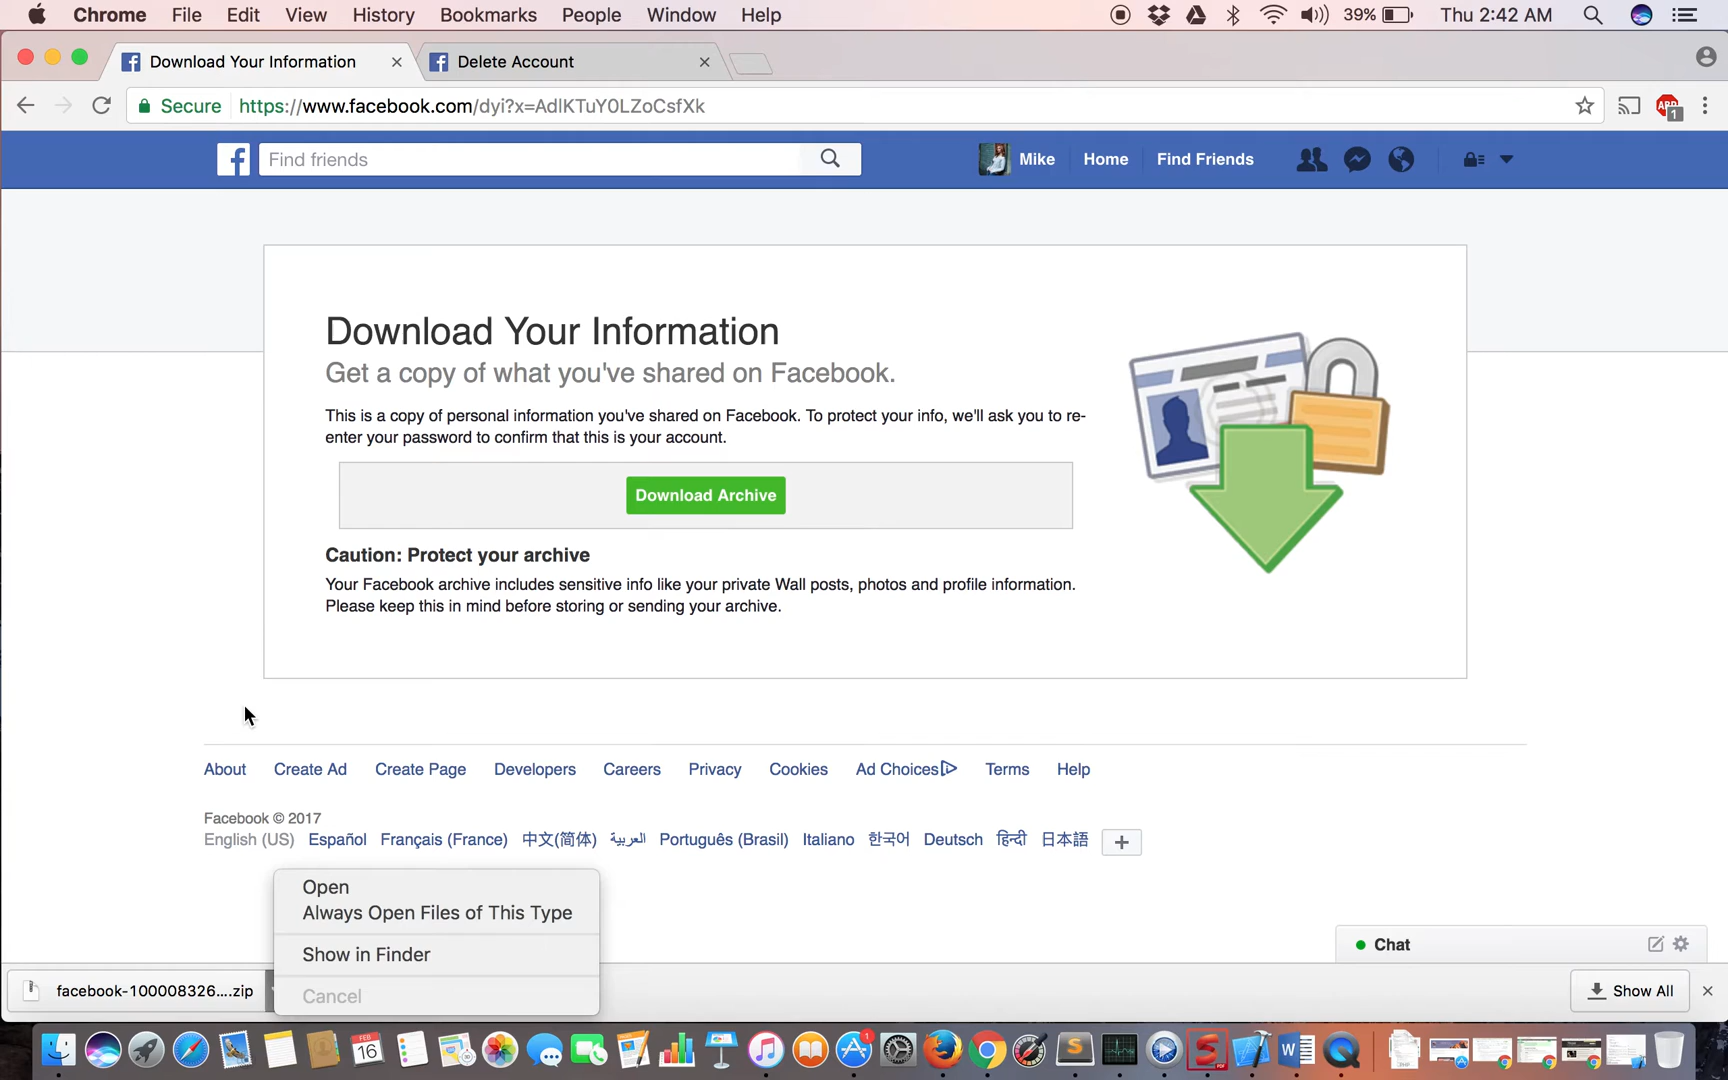 Chrome File Edit View History Bookmarks People Window Help 39% Thu 2:42 AM
Download Your Information Delete Account
Secure https://www.facebook.com/dyi?x=AdlKTuY0LZoCsfXk ABP 1
Find friends Mike Home Find Friends
Download Your Information
Get a copy of what you've shared on Facebook.
This is a copy of personal information you've shared on Facebook. To protect your info, we'll ask you to re-
enter your password to confirm that this is your account.
Download Archive
Caution: Protect your archive
Your Facebook archive includes sensitive info like your private Wall posts, photos and profile information.
Please keep this in mind before storing or sending your archive.
About Create Ad Create Page Developers Careers Privacy Cookies Ad Choices Terms Help
Facebook © 2017
English (US) Español Français (France) 中文(简体) العربية Português (Brasil) Italiano 한국어 Deutsch हिन्दी 日本語 +
Open
Always Open Files of This Type
Show in Finder
Cancel
Chat
facebook-100008326....zip Show All
FEB 16 1